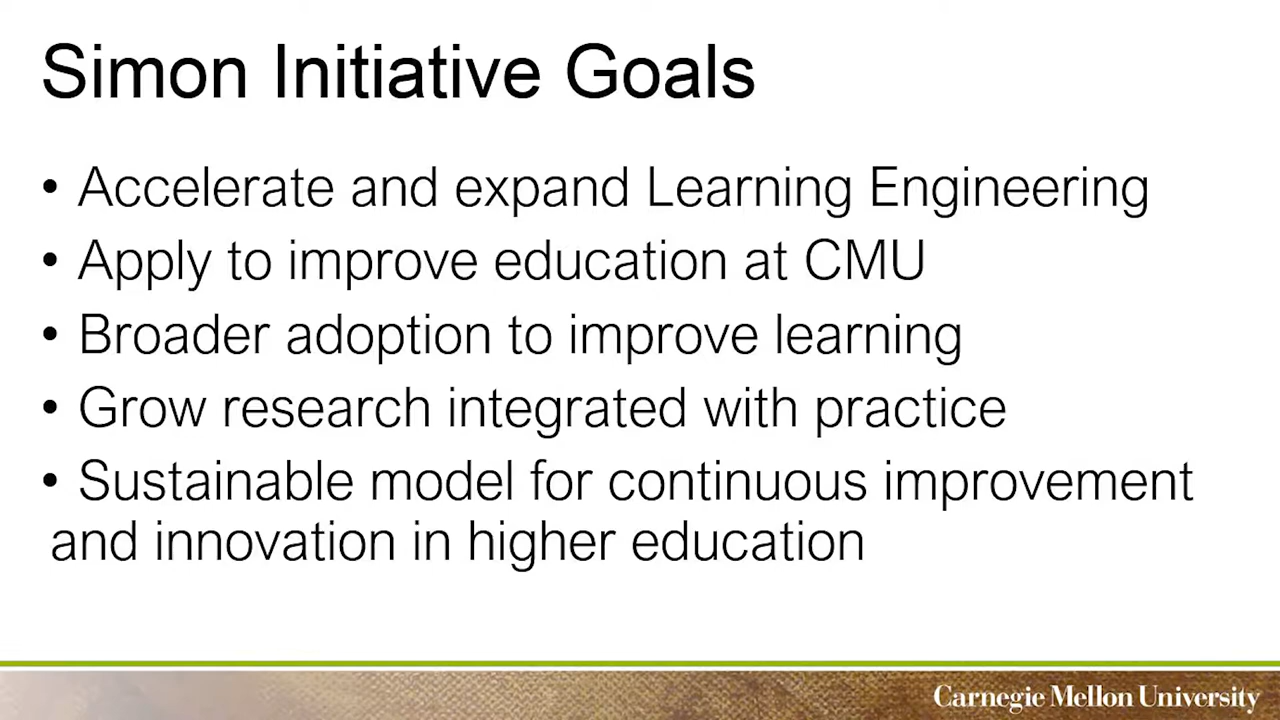 Simon Initiative Goals
• Accelerate and expand Learning Engineering
• Apply to improve education at CMU
• Broader adoption to improve learning
• Grow research integrated with practice
• Sustainable model for continuous improvement
and innovation in higher education
Carnegie Mellon University